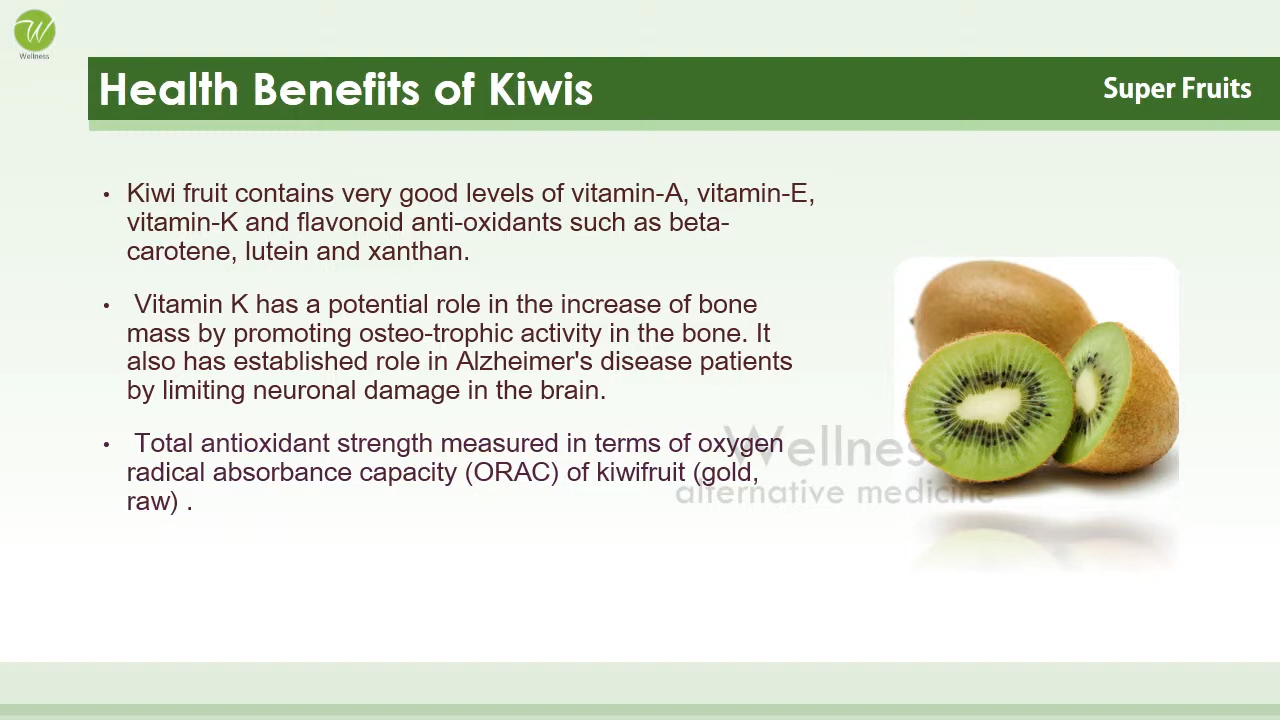 Wellness
Health Benefits of Kiwis
Super Fruits
• Kiwi fruit contains very good levels of vitamin-A, vitamin-E,
vitamin-K and flavonoid anti-oxidants such as beta-
carotene, lutein and xanthan.
• Vitamin K has a potential role in the increase of bone
mass by promoting osteo-trophic activity in the bone. It
also has established role in Alzheimer's disease patients
by limiting neuronal damage in the brain.
• Total antioxidant strength measured in terms of oxygen
radical absorbance capacity (ORAC) of kiwifruit (gold,
raw) .
Wellness
alternative medicine